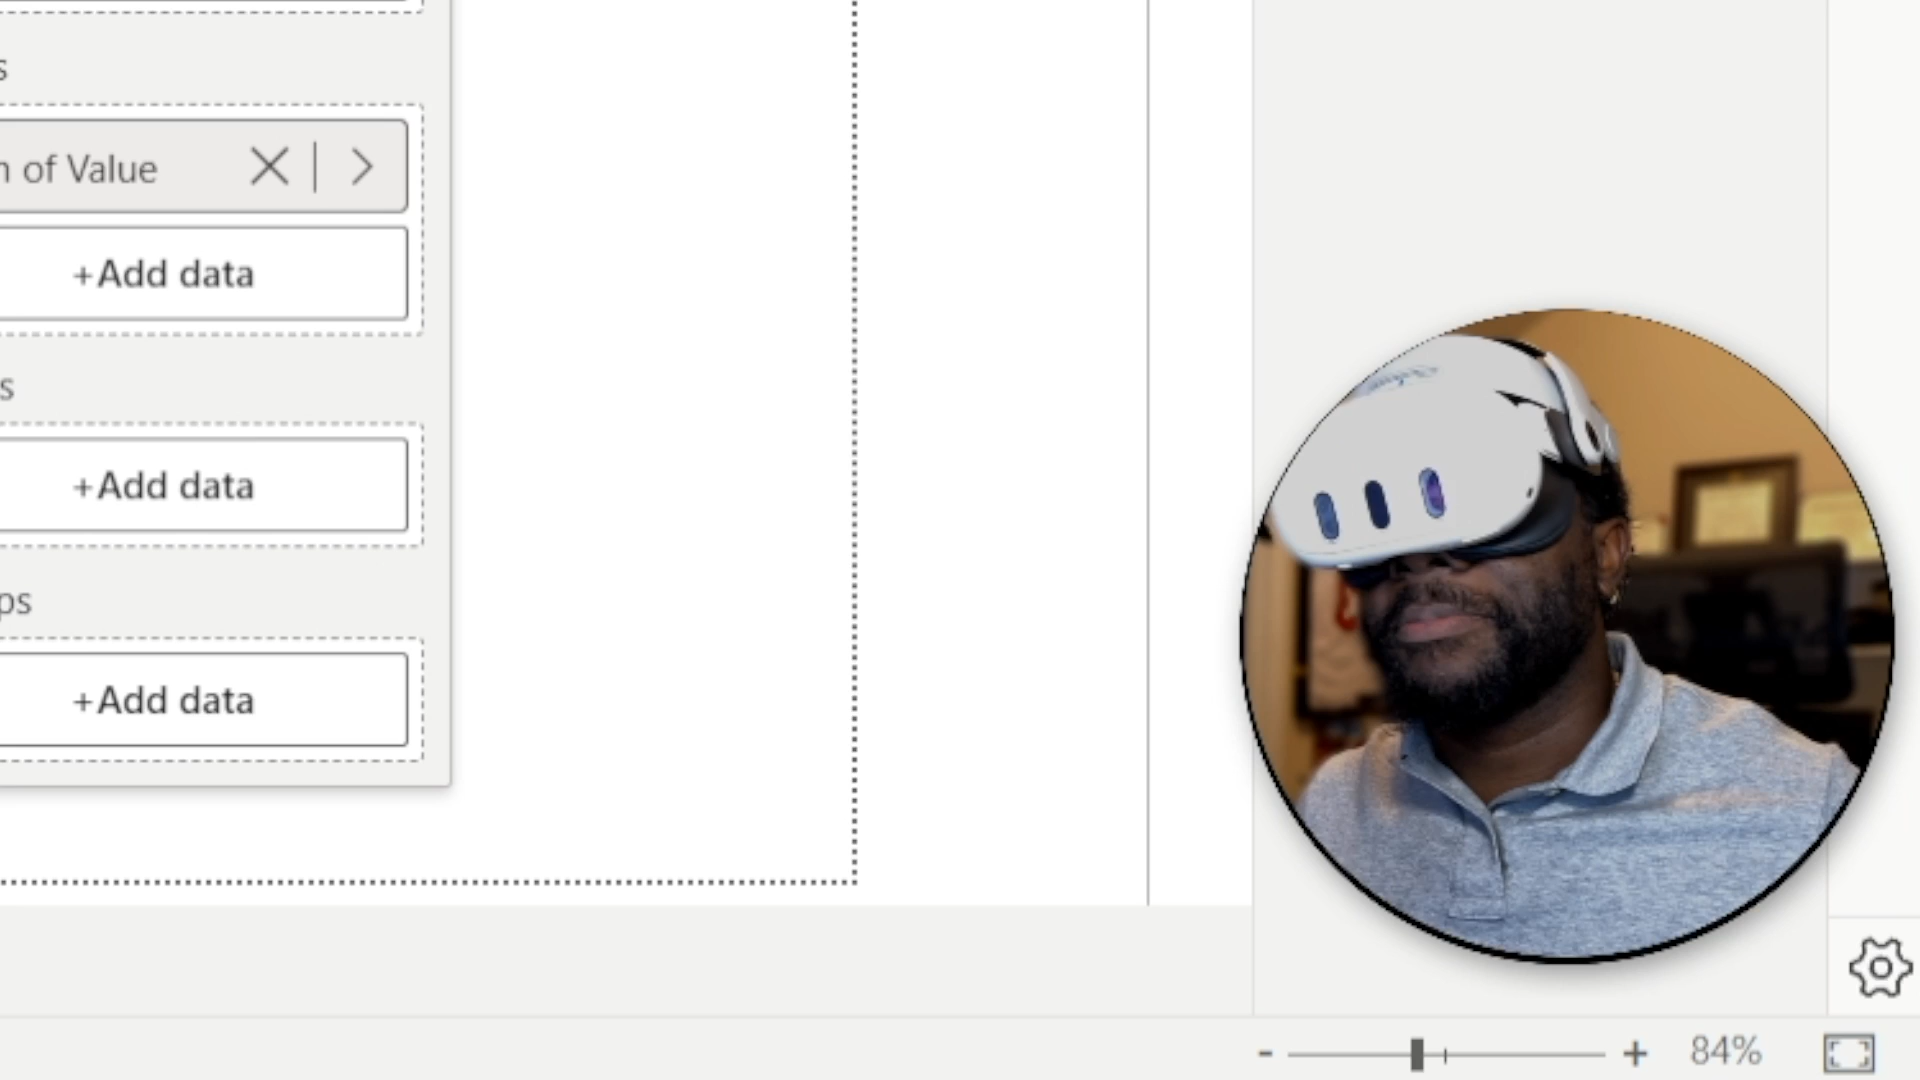 s
of Value
+Add data
s
+Add data
ps
+Add data
- + 84%